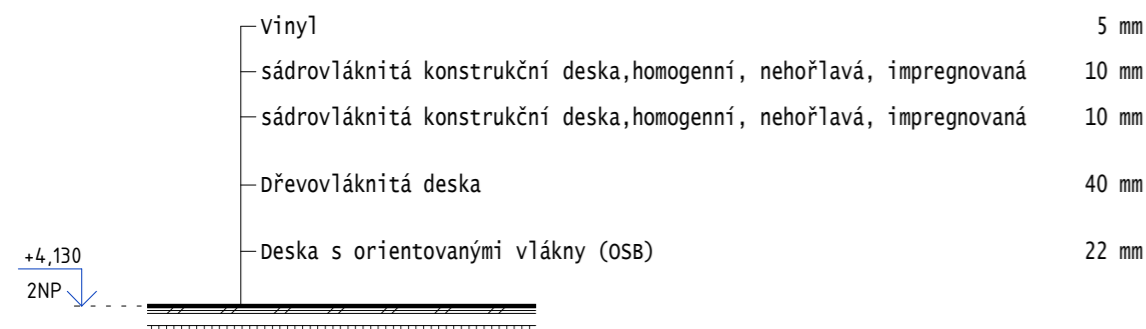 Vinyl 5 mm
sádrovláknitá konstrukční deska,homogenní, nehořlavá, impregnovaná 10 mm
sádrovláknitá konstrukční deska,homogenní, nehořlavá, impregnovaná 10 mm
Dřevovláknitá deska 40 mm
Deska s orientovanými vlákny (OSB) 22 mm
+4,130
2NP